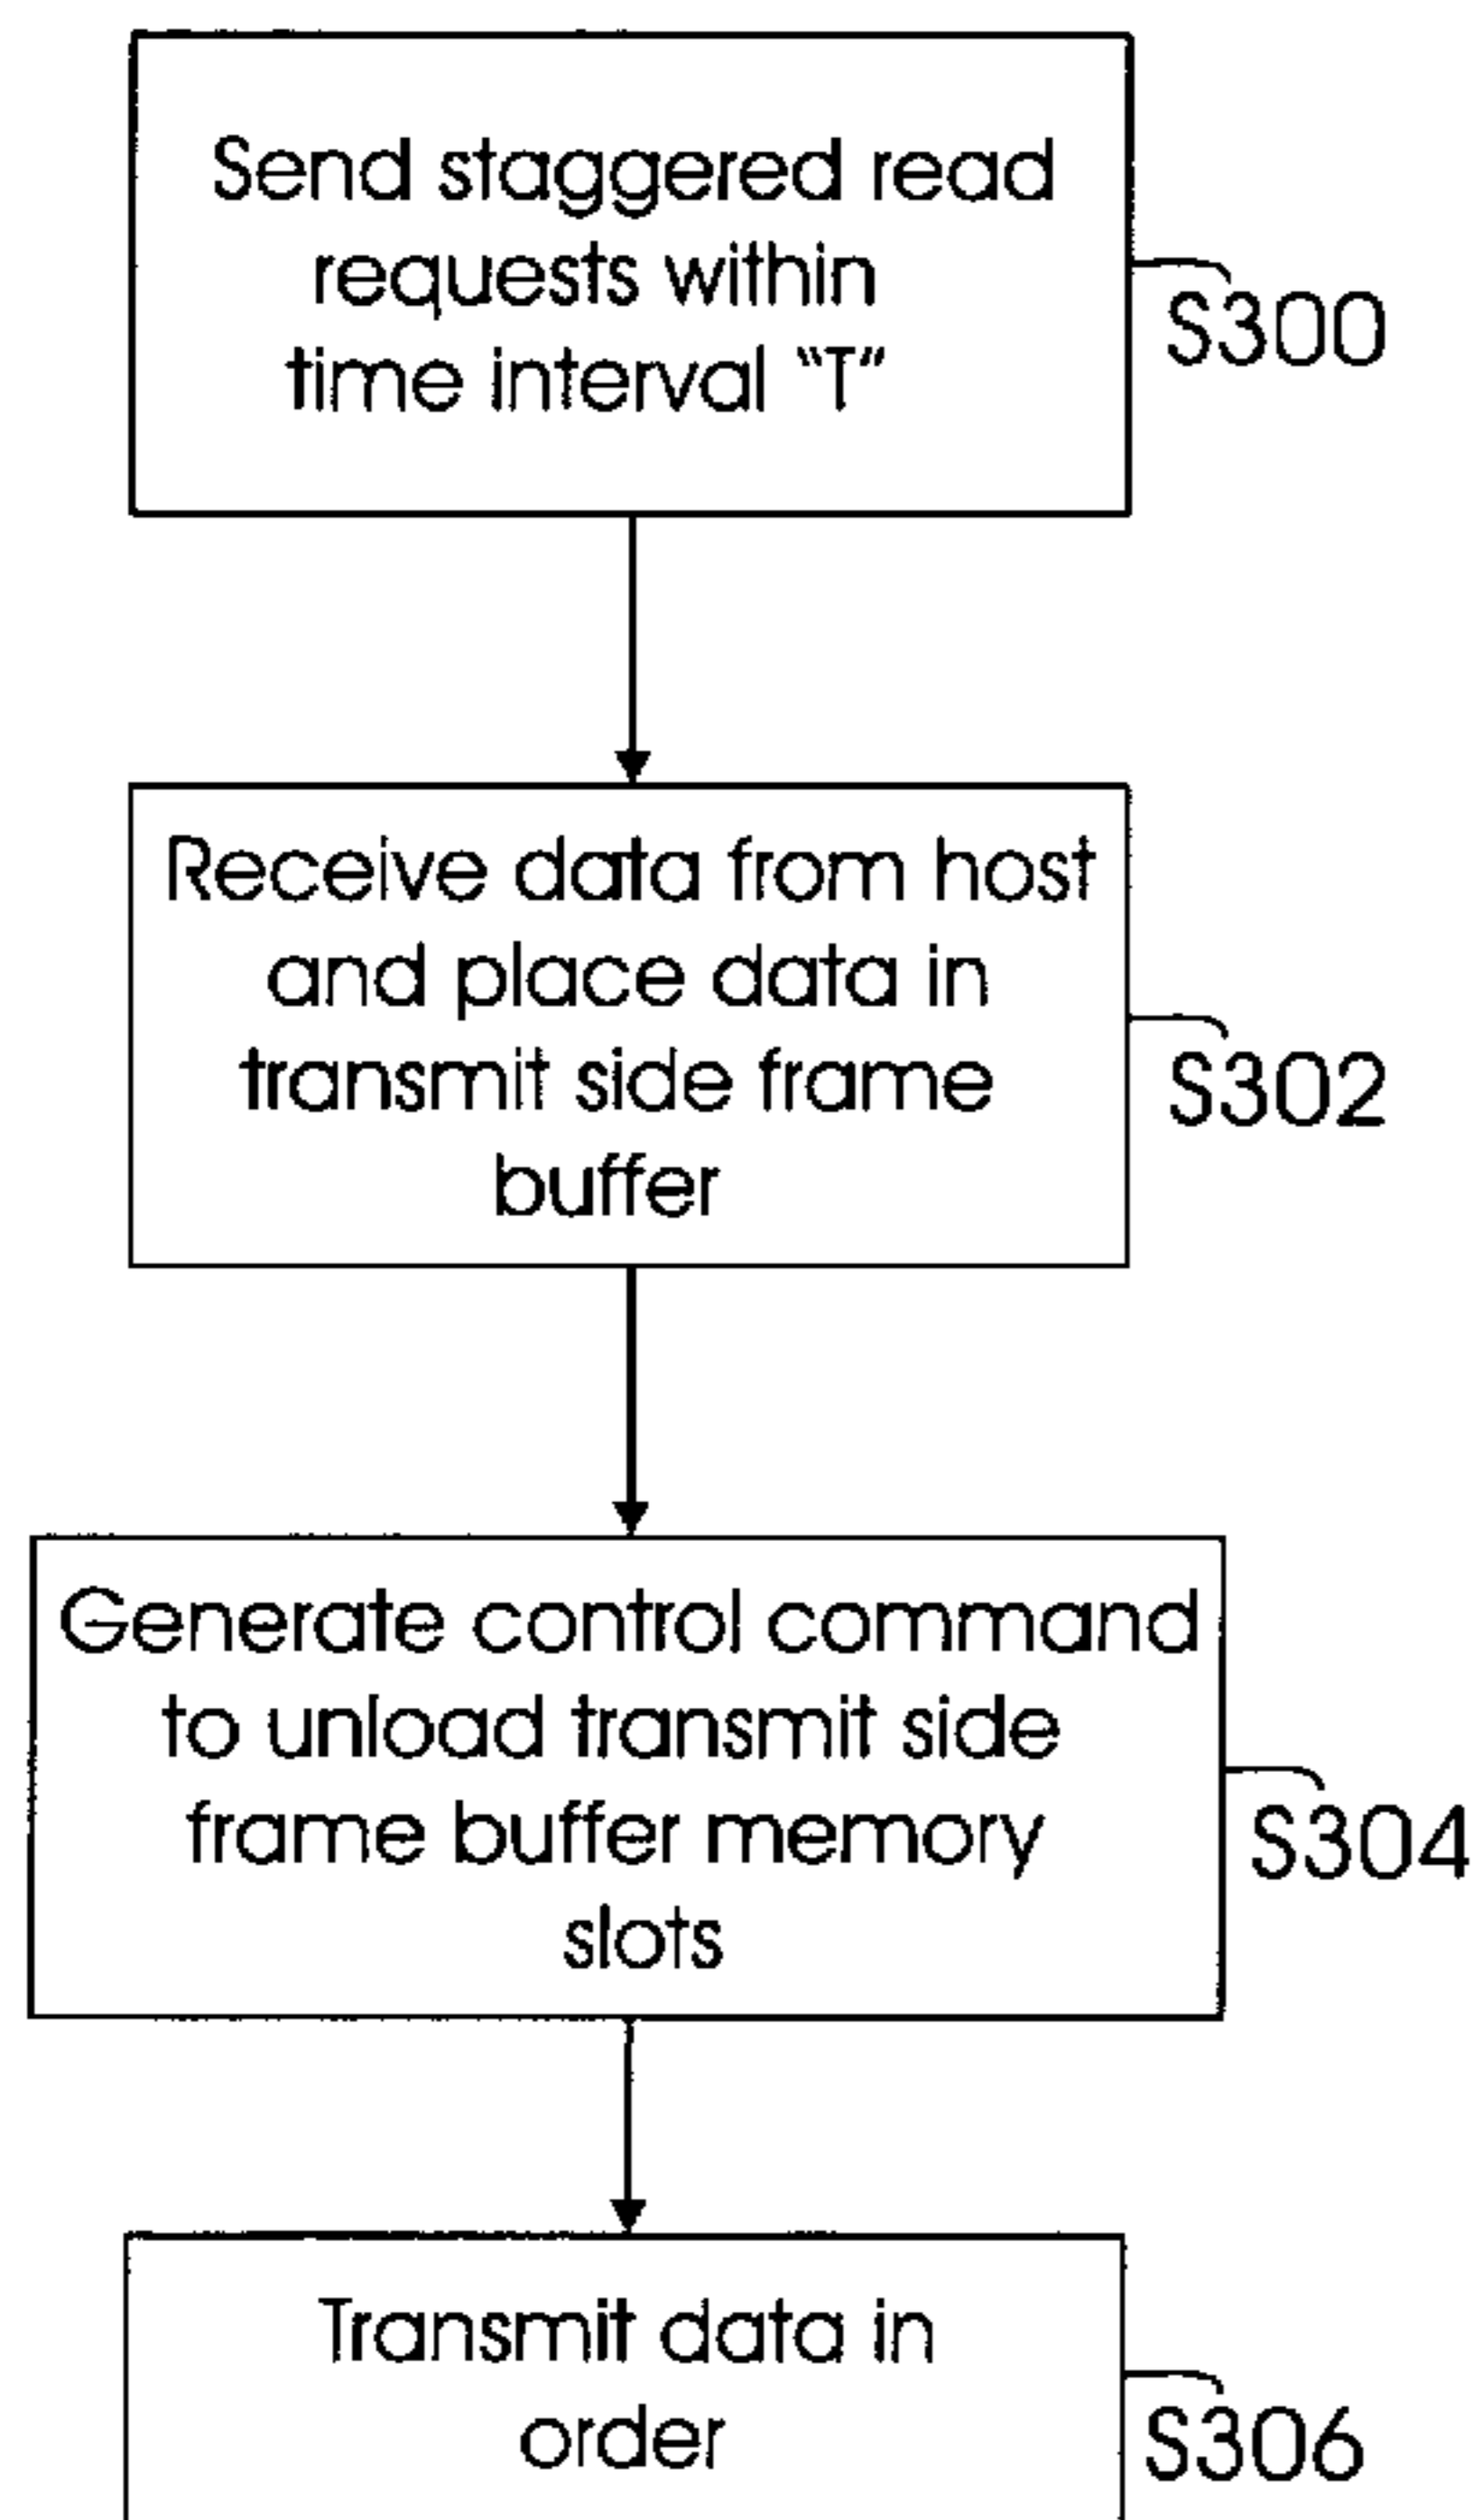 Send staggered read
requests within
time interval "T"
S300
Receive data from host
and place data in
transmit side frame
buffer
S302
Generate control command
to unload transmit side
frame buffer memory
slots
S304
Transmit data in
order
S306